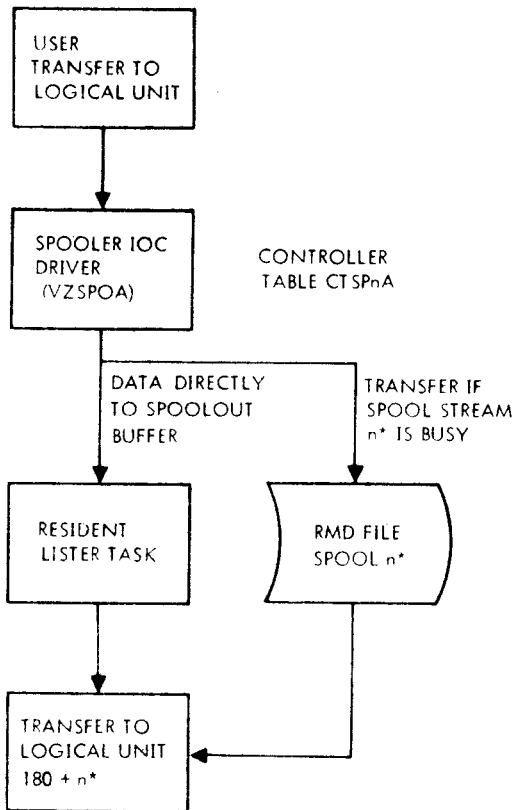 USER
TRANSFER TO
LOGICAL UNIT
SPOOLER IOC
DRIVER
(VZSPOA)
CONTROLLER
TABLE CTSPnA
DATA DIRECTLY
TO SPOOLOUT
BUFFER
TRANSFER IF
SPOOL STREAM
n* IS BUSY
RESIDENT
LISTER TASK
RMD FILE
SPOOL n*
TRANSFER TO
LOGICAL UNIT
180 + n*